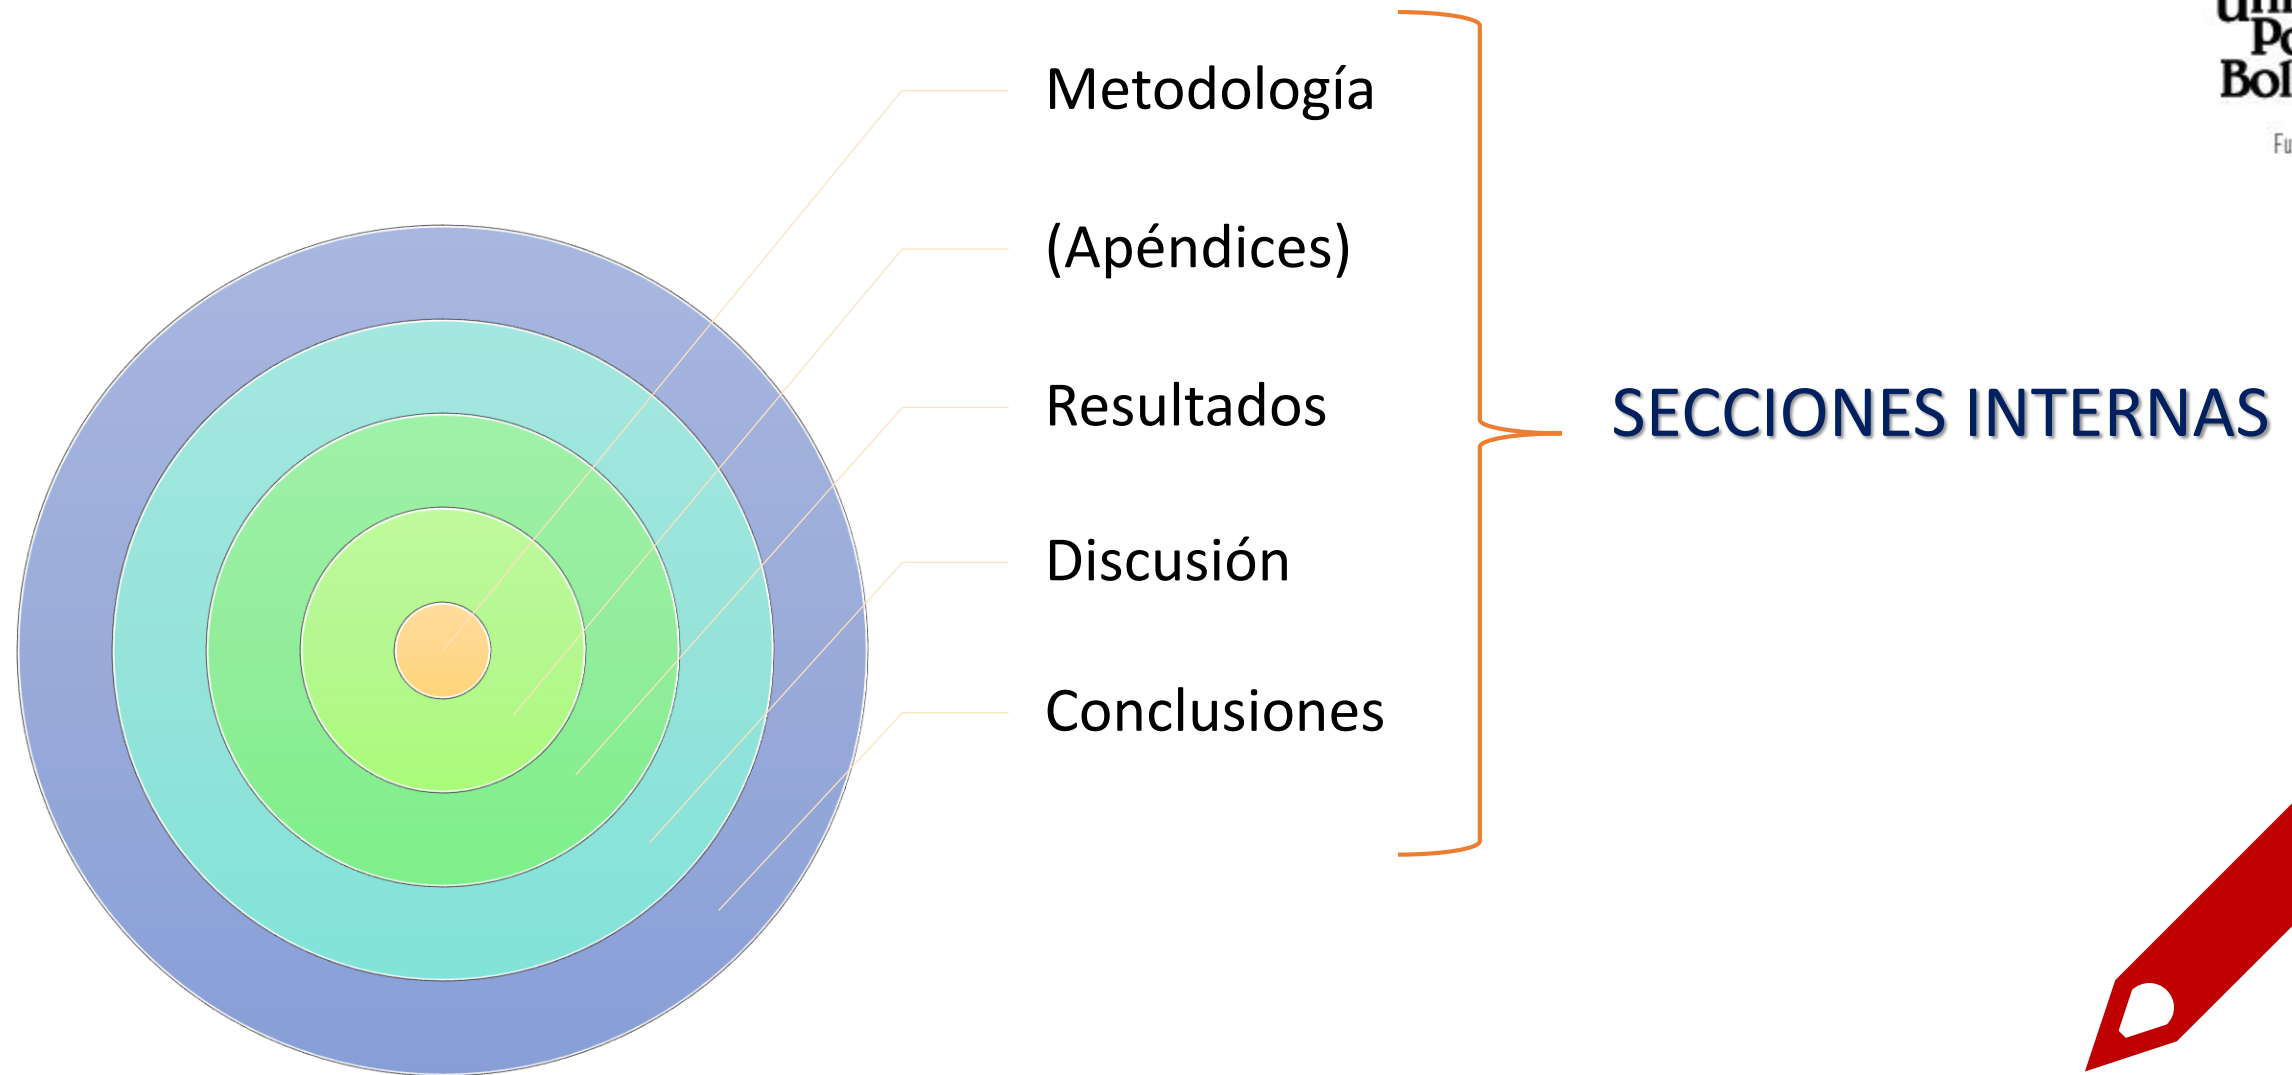 Metodología
(Apéndices)
Resultados
Discusión
Conclusiones
SECCIONES INTERNAS